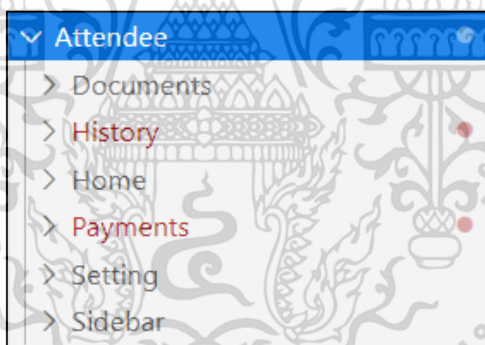 Attendee
Documents
History
Home
Payments
Setting
Sidebar